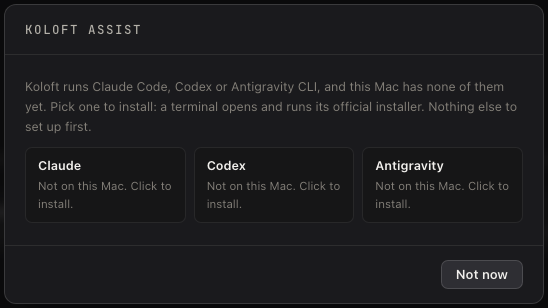 KOLOFT ASSIST
Koloft runs Claude Code, Codex or Antigravity CLI, and this Mac has none of them
yet. Pick one to install: a terminal opens and runs its official installer. Nothing else to
set up first.
Claude
Not on this Mac. Click to
install.
Codex
Not on this Mac. Click to
install.
Antigravity
Not on this Mac. Click to
install.
Not now